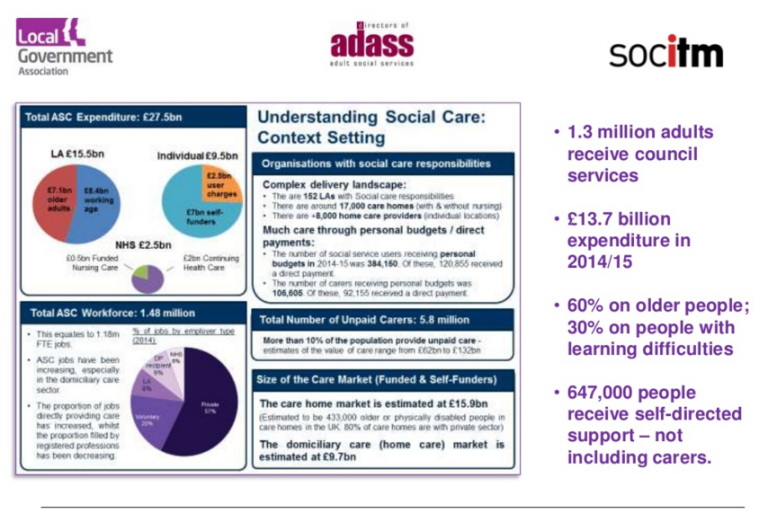 Local
Government
Association
directors of
adass
adult social services
socitm
Total ASC Expenditure: £27.5bn
LA £15.5bn
£7.1bn
older
adults
£8.4bn
working
age
Individual £9.5bn
£2.5bn
user
charges
£7bn self-
funders
NHS £2.5bn
£0.5bn Funded
Nursing Care
£2bn Continuing
Health Care
Total ASC Workforce: 1.48 million
• This equates to 1.18m
FTE jobs.
• ASC jobs have been
increasing, especially
in the domiciliary care
sector.
• The proportion of jobs
directly providing care
has increased, whilst
the proportion filled by
registered professions
has been decreasing.
% of jobs by employer type
(2014)
NHS
6%
DP
recipient
9%
LA
Voluntary
20%
Private
57%
Understanding Social Care:
Context Setting
Organisations with social care responsibilities
Complex delivery landscape:
• The are 152 LAs with Social care responsibilities
• There are around 17,000 care homes (with & without nursing)
• There are +8,000 home care providers (individual locations)
Much care through personal budgets / direct
payments:
• The number of social service users receiving personal
budgets in 2014-15 was 384,150. Of these, 120,855 received
a direct payment.
• The number of carers receiving personal budgets was
106,605. Of these, 92,155 received a direct payment.
Total Number of Unpaid Carers: 5.8 million
More than 10% of the population provide unpaid care -
estimates of the value of care range from £62bn to £132bn
Size of the Care Market (Funded & Self-Funders)
The care home market is estimated at £15.9bn
(Estimated to be 433,000 older or physically disabled people in
care homes in the UK. 80% of care homes are with private sector)
The domiciliary care (home care) market is
estimated at £9.7bn
• 1.3 million adults
receive council
services
• £13.7 billion
expenditure in
2014/15
• 60% on older people;
30% on people with
learning difficulties
• 647,000 people
receive self-directed
support – not
including carers.